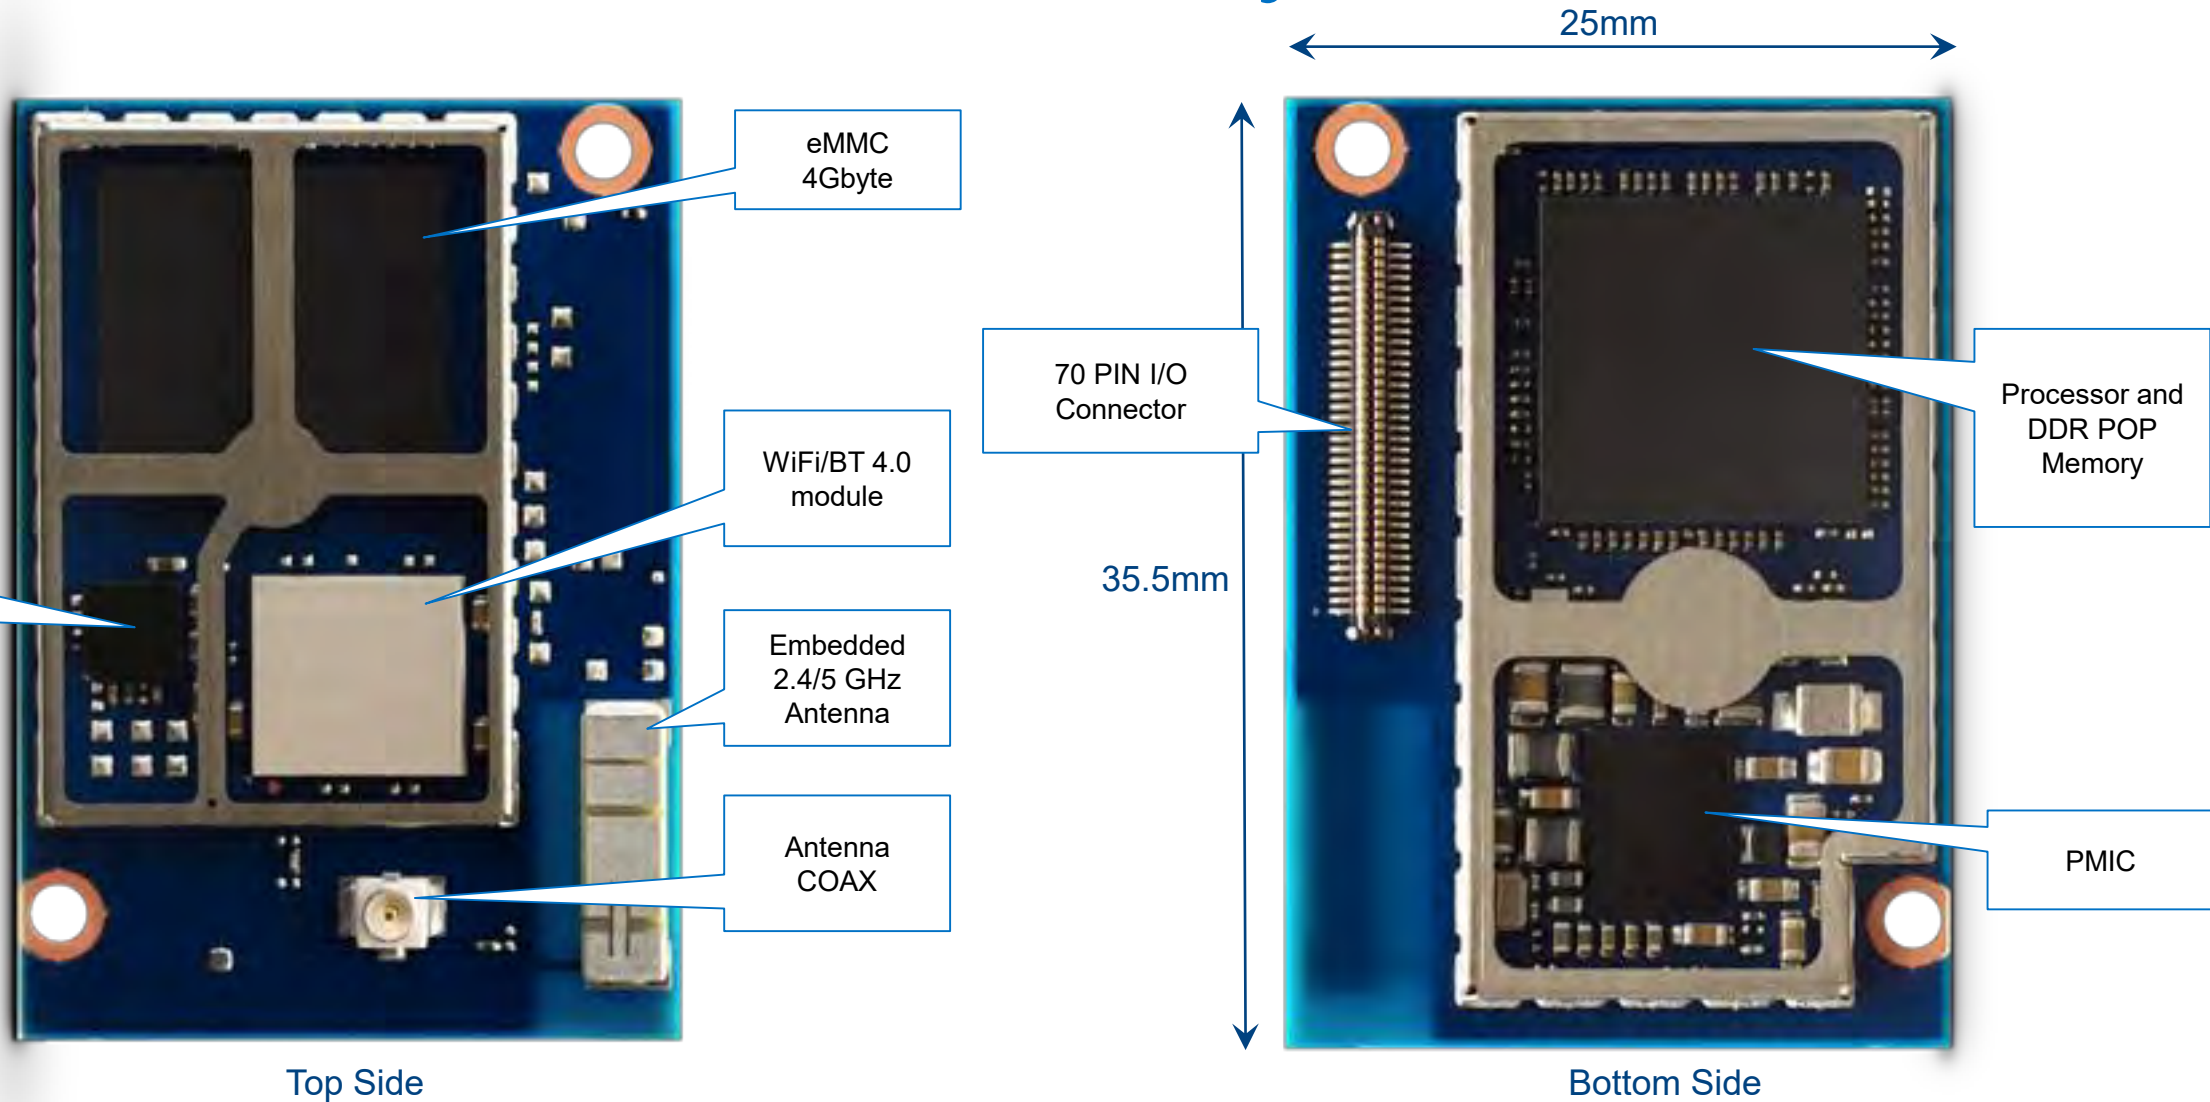 25mm
eMMC
4Gbyte
70 PIN I/O
Connector
Processor and
DDR POP
Memory
WiFi/BT 4.0
module
35.5mm
Embedded
2.4/5 GHz
Antenna
Antenna
COAX
PMIC
Top Side
Bottom Side